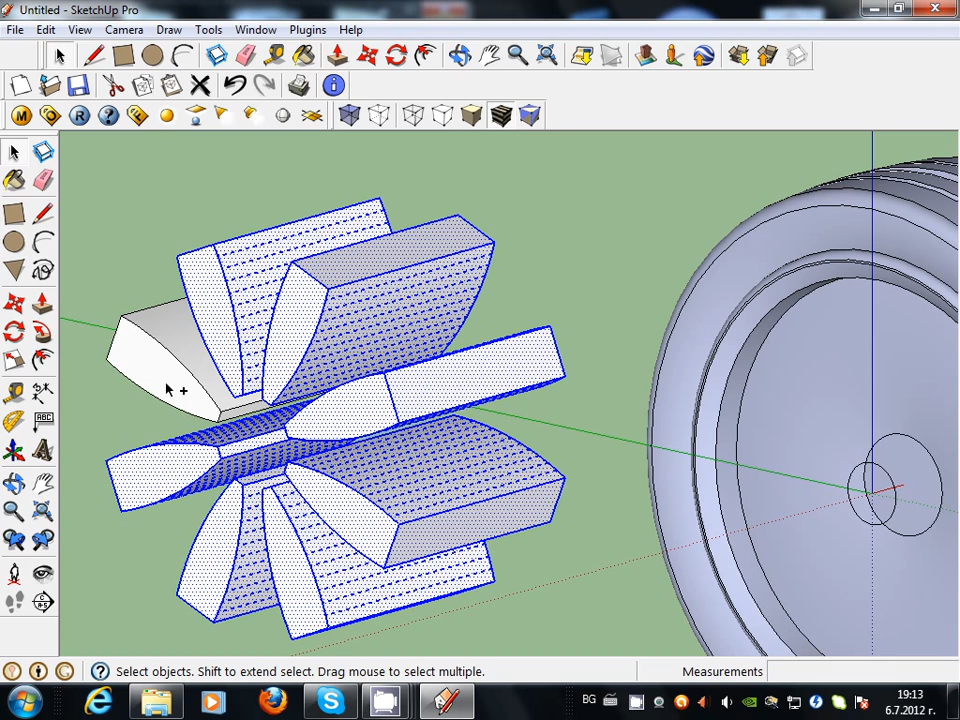 Untitled - SketchUp Pro
File Edit View Camera Draw Tools Window Plugins Help
M O R ?
ABC
Select objects. Shift to extend select. Drag mouse to select multiple.
Measurements
BG
19:13
6.7.2012 г.